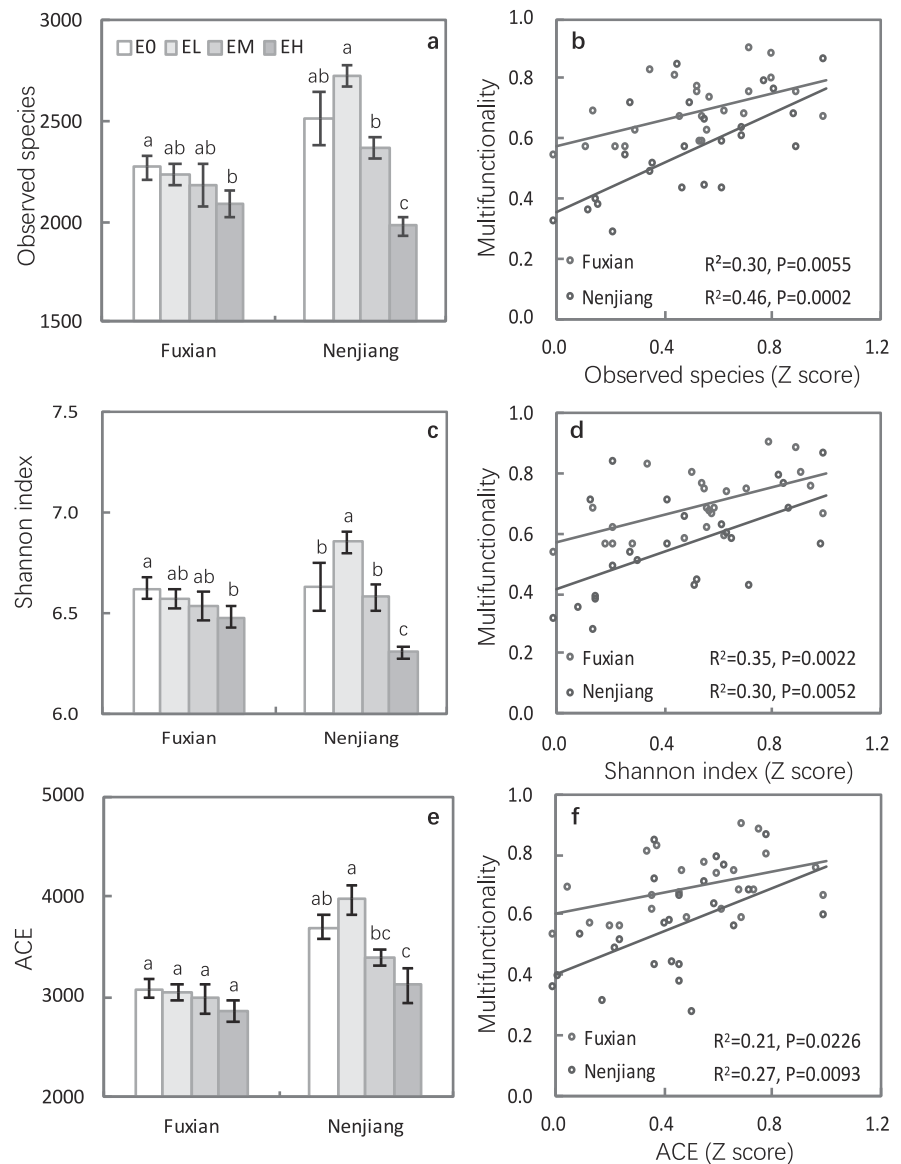 3000
2500
2000
1500
Observed species
E0 EL EM EH
a
a ab ab b
ab a b c
Fuxian Nenjiang
1.0
0.8
0.6
0.4
0.2
0.0
Multifunctionality
b
Fuxian R²=0.30, P=0.0055
Nenjiang R²=0.46, P=0.0002
0.0 0.4 0.8 1.2
Observed species (Z score)
7.5
7.0
6.5
6.0
Shannon index
c
a ab ab b
b a b c
Fuxian Nenjiang
1.0
0.8
0.6
0.4
0.2
0.0
Multifunctionality
d
Fuxian R²=0.35, P=0.0022
Nenjiang R²=0.30, P=0.0052
0.0 0.4 0.8 1.2
Shannon index (Z score)
5000
4000
3000
2000
ACE
e
a a a a
ab a bc c
Fuxian Nenjiang
1.0
0.8
0.6
0.4
0.2
0.0
Multifunctionality
f
Fuxian R²=0.21, P=0.0226
Nenjiang R²=0.27, P=0.0093
0.0 0.4 0.8 1.2
ACE (Z score)